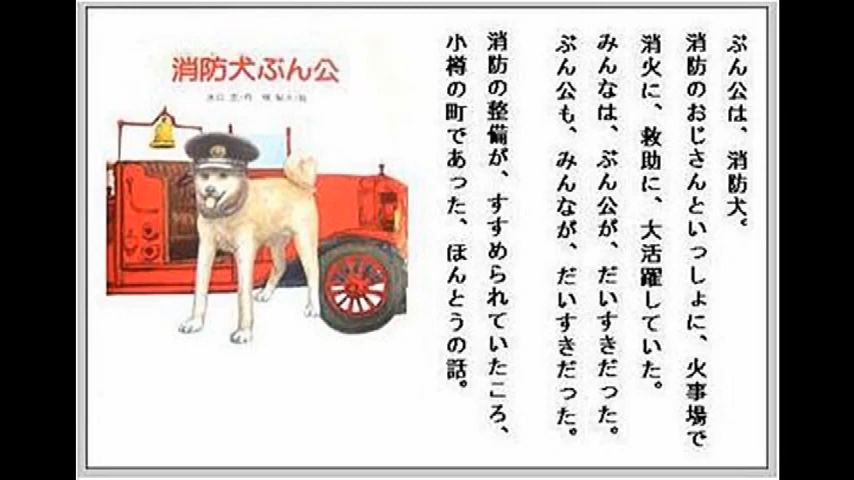 消防犬ぶん公
ぶん公は、消防犬。
消防のおじさんといっしょに、火事場で
消火に、救助に、大活躍していた。
みんなは、ぶん公が、だいすきだった。
ぶん公も、みんなが、だいすきだった。
消防の整備が、すすめられていたころ、
小樽の町であった、ほんとうの話。